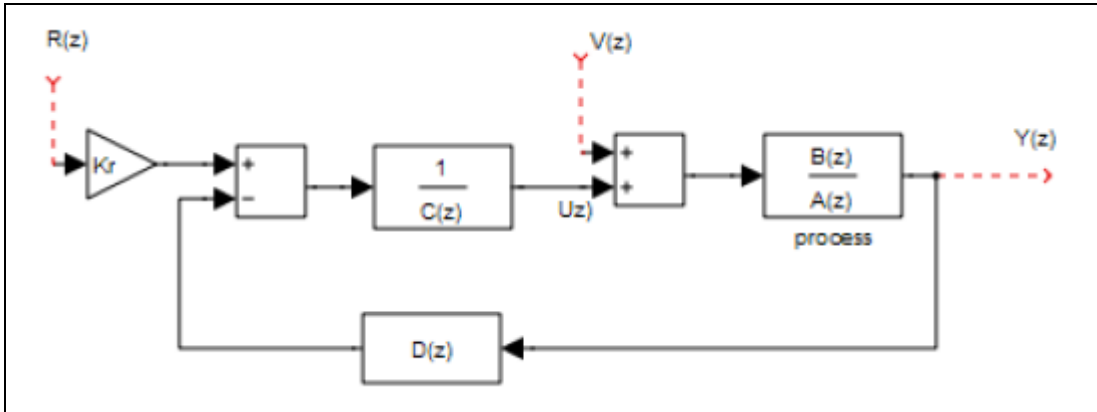 R(z)
V(z)
Kr
+
−
1
C(z)
Uz)
+
+
B(z)
A(z)
process
Y(z)
D(z)